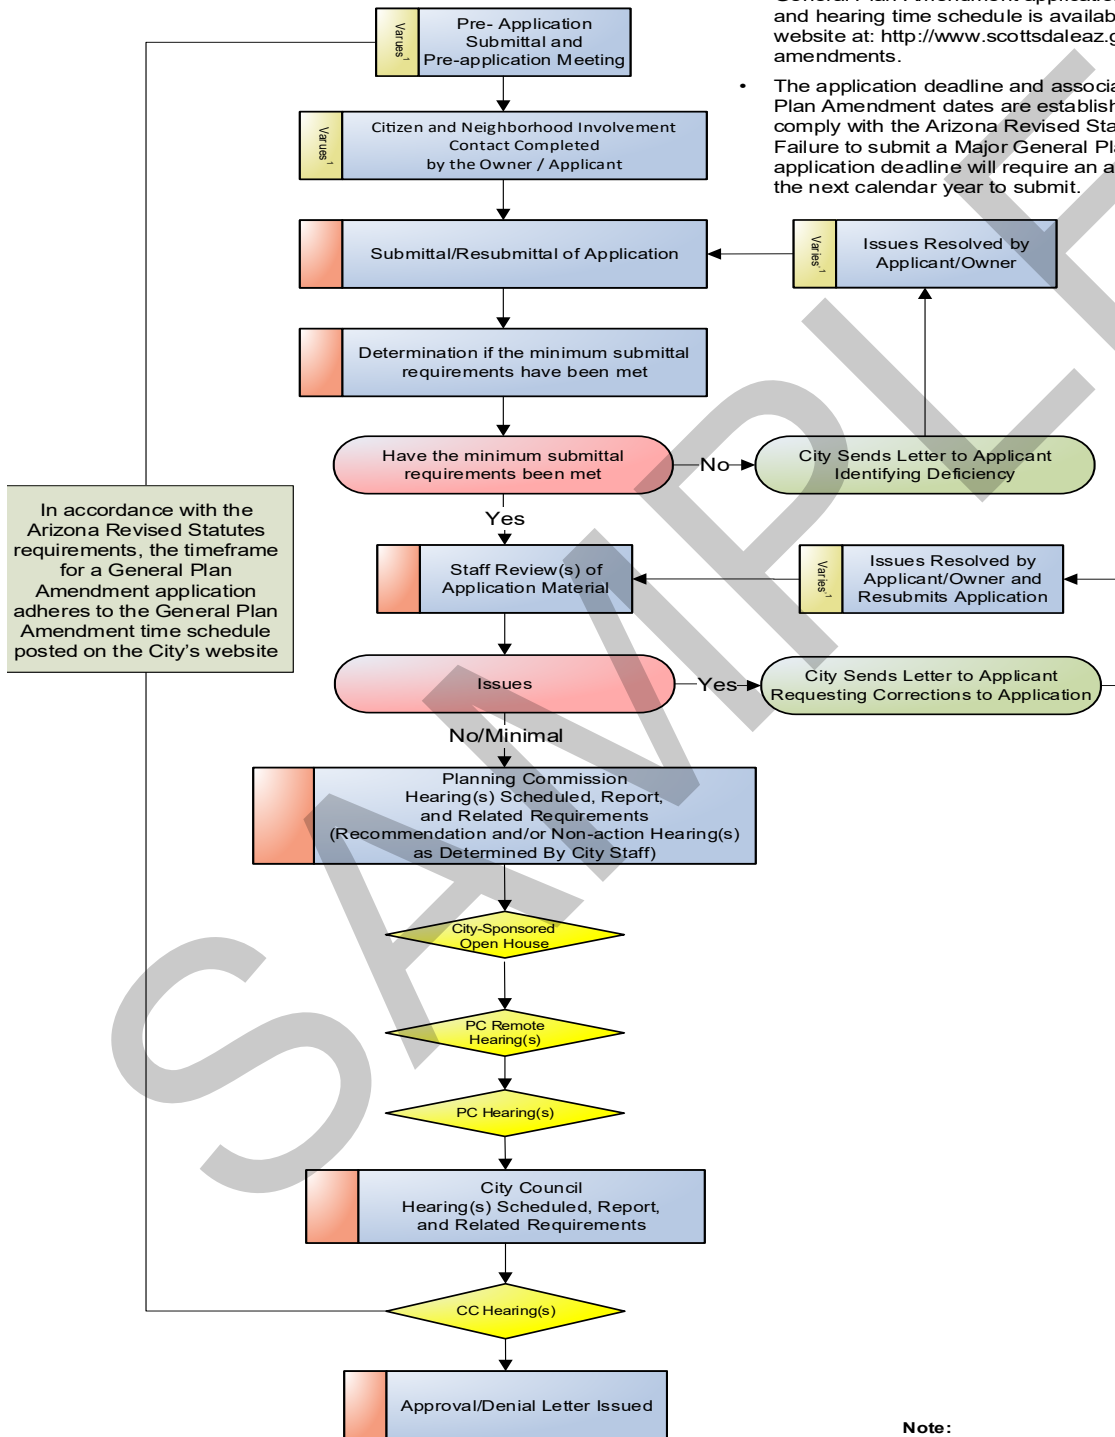 General Plan Amendment application
and hearing time schedule is availab
website at: http://www.scottsdaleaz.g
amendments.
• The application deadline and associa
Plan Amendment dates are establish
comply with the Arizona Revised Sta
Failure to submit a Major General Pla
application deadline will require an a
the next calendar year to submit.
Varues¹
Pre- Application
Submittal and
Pre-application Meeting
Varues¹
Citizen and Neighborhood Involvement
Contact Completed
by the Owner / Applicant
Submittal/Resubmittal of Application
Varies¹
Issues Resolved by
Applicant/Owner
Determination if the minimum submittal
requirements have been met
Have the minimum submittal
requirements been met
No
City Sends Letter to Applicant
Identifying Deficiency
Yes
In accordance with the
Arizona Revised Statutes
requirements, the timeframe
for a General Plan
Amendment application
adheres to the General Plan
Amendment time schedule
posted on the City's website
Staff Review(s) of
Application Material
Varies¹
Issues Resolved by
Applicant/Owner and
Resubmits Application
Issues
Yes
City Sends Letter to Applicant
Requesting Corrections to Application
No/Minimal
Planning Commission
Hearing(s) Scheduled, Report,
and Related Requirements
(Recommendation and/or Non-action Hearing(s)
as Determined By City Staff)
City-Sponsored
Open House
PC Remote
Hearing(s)
PC Hearing(s)
City Council
Hearing(s) Scheduled, Report,
and Related Requirements
CC Hearing(s)
Approval/Denial Letter Issued
Note:
SAMPLE